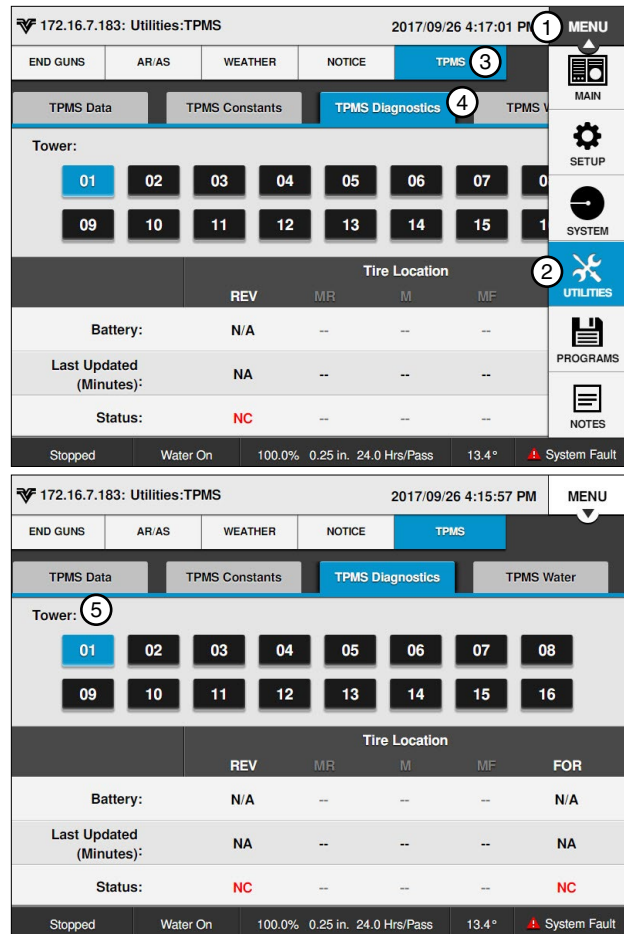 172.16.7.183: Utilities:TPMS 2017/09/26 4:17:01 PM 1 MENU
END GUNS AR/AS WEATHER NOTICE TPMS 3
MAIN
TPMS Data TPMS Constants TPMS Diagnostics 4 TPMS W
Tower:
SETUP
01 02 03 04 05 06 07 0
09 10 11 12 13 14 15 1
SYSTEM
Tire Location
2 UTILITIES
REV MR M MF
Battery: N/A -- -- --
PROGRAMS
Last Updated
(Minutes): NA -- -- --
Status: NC -- -- --
NOTES
Stopped Water On 100.0% 0.25 in. 24.0 Hrs/Pass 13.4° System Fault
172.16.7.183: Utilities:TPMS 2017/09/26 4:15:57 PM MENU
END GUNS AR/AS WEATHER NOTICE TPMS
TPMS Data TPMS Constants TPMS Diagnostics TPMS Water
Tower: 5
01 02 03 04 05 06 07 08
09 10 11 12 13 14 15 16
Tire Location
REV MR M MF FOR
Battery: N/A -- -- -- N/A
Last Updated
(Minutes): NA -- -- -- NA
Status: NC -- -- -- NC
Stopped Water On 100.0% 0.25 in. 24.0 Hrs/Pass 13.4° System Fault